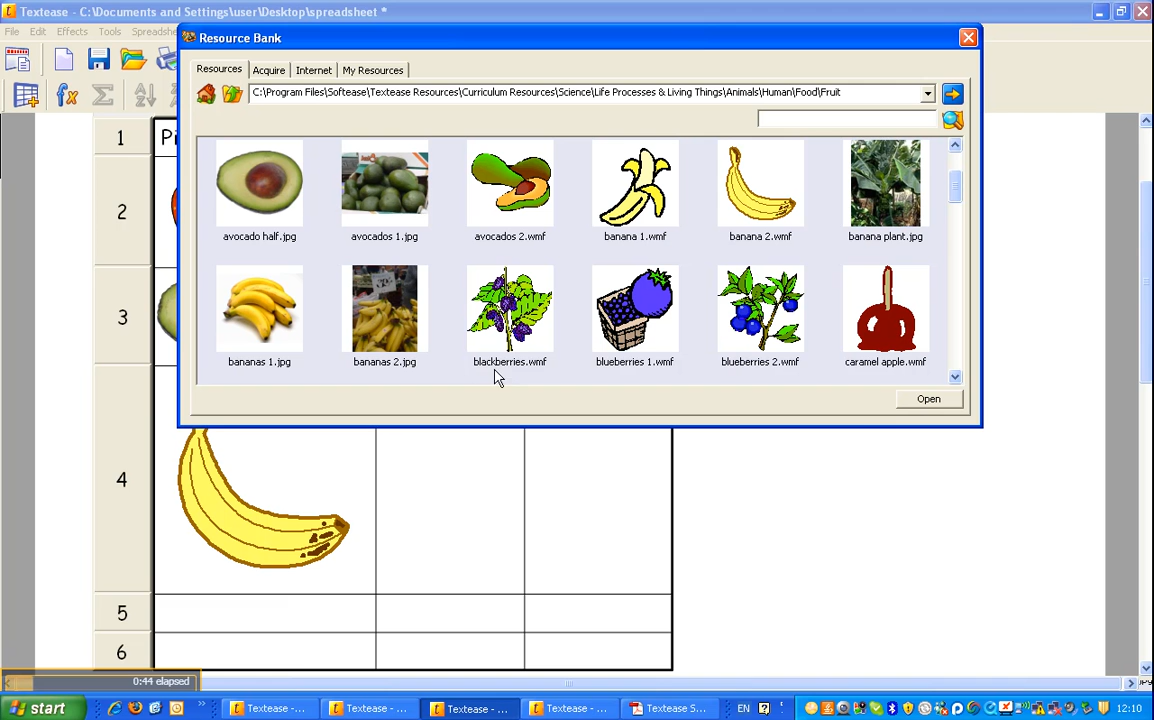 Textease - C:\Documents and Settings\user\Desktop\spreadsheet *
File Edit Effects Tools Spreadsheet
Resource Bank
Resources Acquire Internet My Resources
C:\Program Files\Softease\Textease Resources\Curriculum Resources\Science\Life Processes & Living Things\Animals\Human\Food\Fruit
avocado half.jpg avocados 1.jpg avocados 2.wmf banana 1.wmf banana 2.wmf banana plant.jpg
bananas 1.jpg bananas 2.jpg blackberries.wmf blueberries 1.wmf blueberries 2.wmf caramel apple.wmf
Open
1 Pi
2
3
4
5
6
0:44 elapsed
start Textease -... Textease -... Textease -... Textease -... Textease S... EN 12:10